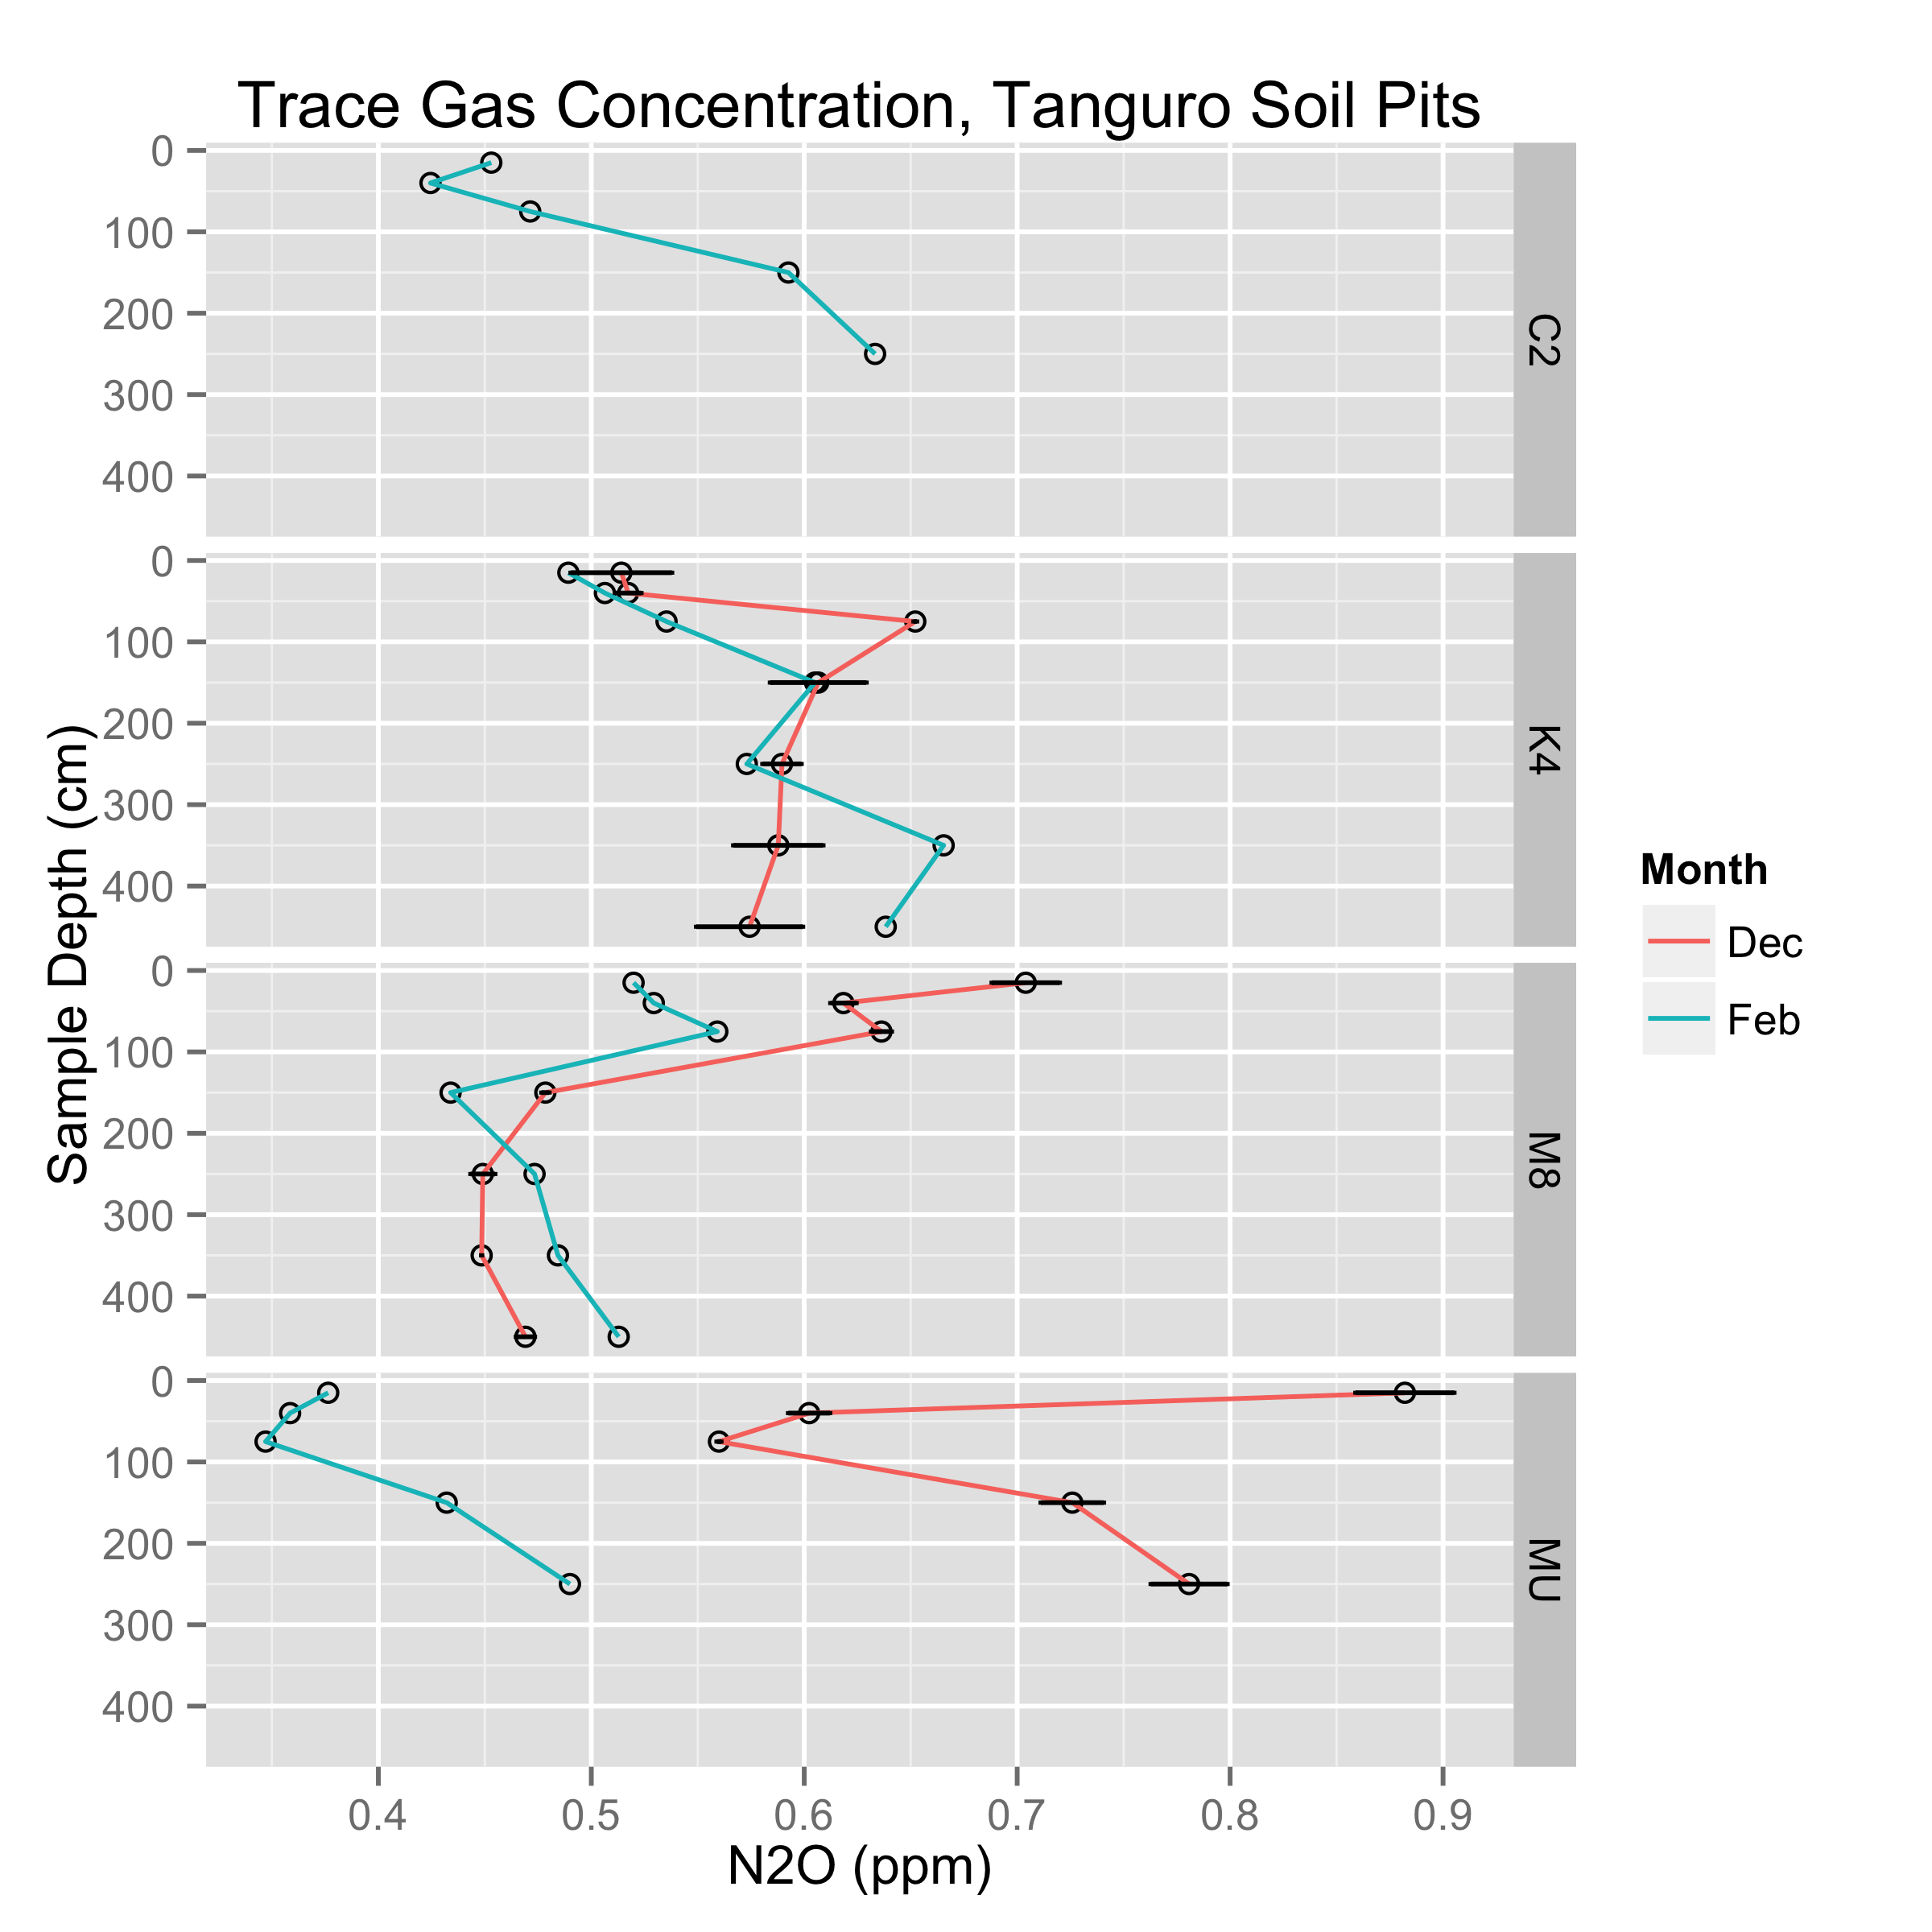 Trace Gas Concentration, Tanguro Soil Pits
Sample Depth (cm)
0
100
200
300
400
C2
0
100
200
300
400
K4
0
100
200
300
400
M8
0
100
200
300
400
MU
0.4 0.5 0.6 0.7 0.8 0.9
N2O (ppm)
Month
Dec
Feb